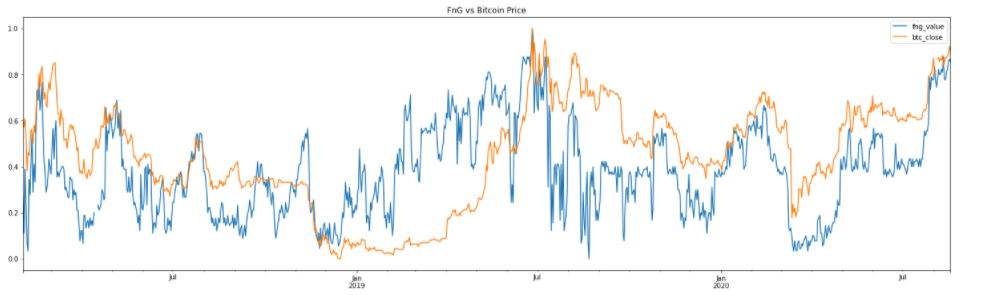 FnG vs Bitcoin Price
1.0
fng_value
btc_close
0.8
0.6
0.4
0.2
0.0
Jul
Jan
2019
Jul
Jan
2020
Jul